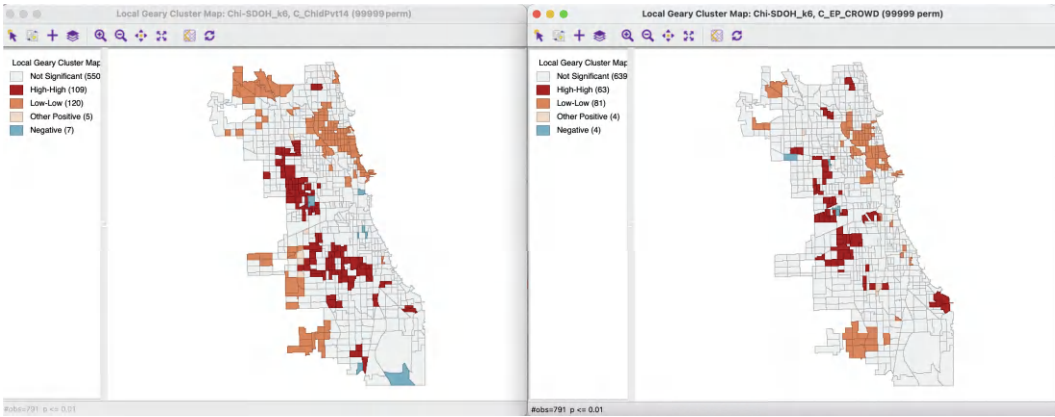 Local Geary Cluster Map: Chi-SDOH_k6, C_ChldPvt14 (99999 perm)
Local Geary Cluster Map
Not Significant (550
High-High (109)
Low-Low (120)
Other Positive (5)
Negative (7)
#obs=791 p <= 0.01
Local Geary Cluster Map: Chi-SDOH_k6, C_EP_CROWD (99999 perm)
Local Geary Cluster Map
Not Significant (639
High-High (63)
Low-Low (81)
Other Positive (4)
Negative (4)
#obs=791 p <= 0.01